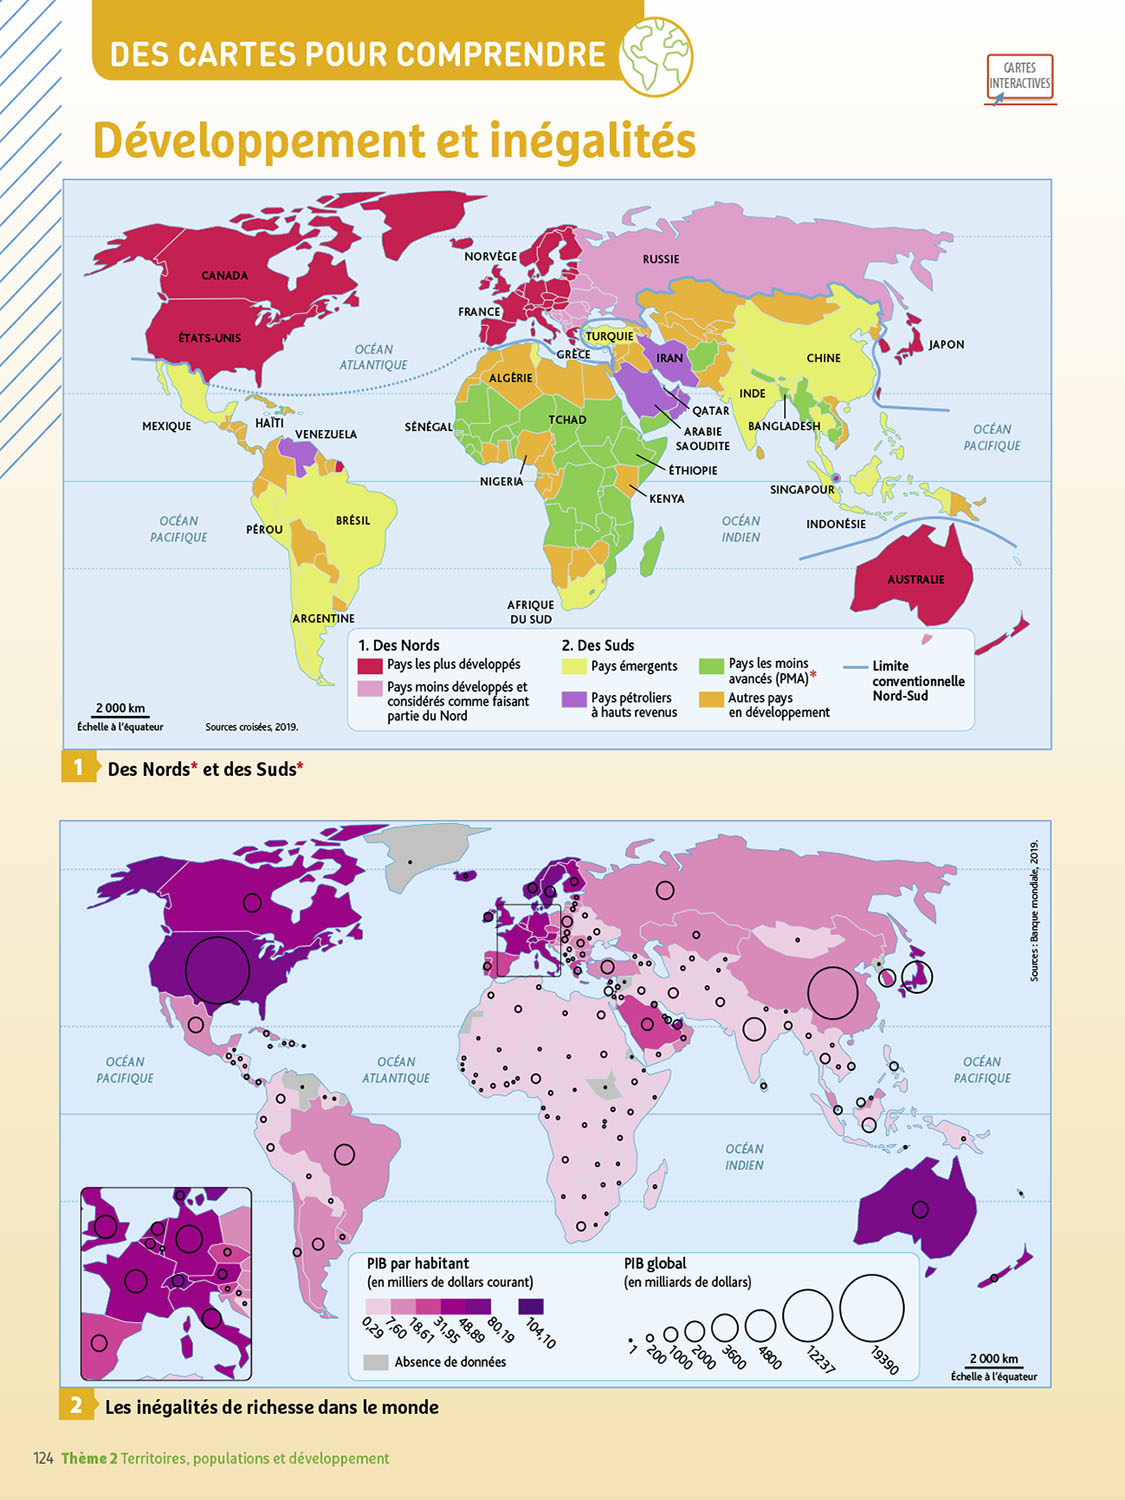 DES CARTES POUR COMPRENDRE
CARTES
INTERACTIVES
Développement et inégalités
CANADA
ÉTATS-UNIS
MEXIQUE
HAÏTI
VENEZUELA
PÉROU
BRÉSIL
ARGENTINE
OCÉAN
ATLANTIQUE
OCÉAN
PACIFIQUE
NORVÈGE
FRANCE
RUSSIE
TURQUIE
GRÈCE
IRAN
ALGÉRIE
SÉNÉGAL
TCHAD
NIGERIA
QATAR
ARABIE
SAOUDITE
ÉTHIOPIE
KENYA
AFRIQUE
DU SUD
CHINE
INDE
BANGLADESH
JAPON
SINGAPOUR
INDONÉSIE
AUSTRALIE
OCÉAN
INDIEN
OCÉAN
PACIFIQUE
1. Des Nords
Pays les plus développés
Pays moins développés et
considérés comme faisant
partie du Nord
2. Des Suds
Pays émergents
Pays pétroliers
à hauts revenus
Pays les moins
avancés (PMA)*
Autres pays
en développement
Limite
conventionnelle
Nord-Sud
2 000 km
Échelle à l'équateur
Sources croisées, 2019.
1 Des Nords* et des Suds*
Sources : Banque mondiale, 2019.
OCÉAN
PACIFIQUE
OCÉAN
ATLANTIQUE
OCÉAN
INDIEN
OCÉAN
PACIFIQUE
PIB par habitant
(en milliers de dollars courant)
0,29 7,60 18,61 31,95 48,89 80,19 104,10
Absence de données
PIB global
(en milliards de dollars)
1 200 1000 2000 3600 4800 12237 19390
2 000 km
Échelle à l'équateur
2 Les inégalités de richesse dans le monde
124 Thème 2 Territoires, populations et développement